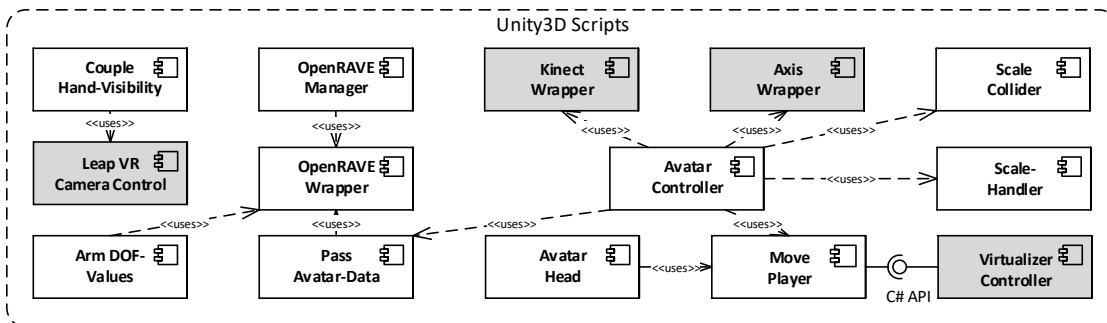 Unity3D Scripts
Couple
Hand-Visibility
OpenRAVE
Manager
Kinect
Wrapper
Axis
Wrapper
Scale
Collider
<<uses>>
<<uses>>
<<uses>>
<<uses>>
<<uses>>
Leap VR
Camera Control
OpenRAVE
Wrapper
Avatar
Controller
<<uses>>
Scale-
Handler
<<uses>>
<<uses>>
<<uses>>
<<uses>>
Arm DOF-
Values
Pass
Avatar-Data
Avatar
Head
<<uses>>
Move
Player
C# API
Virtualizer
Controller